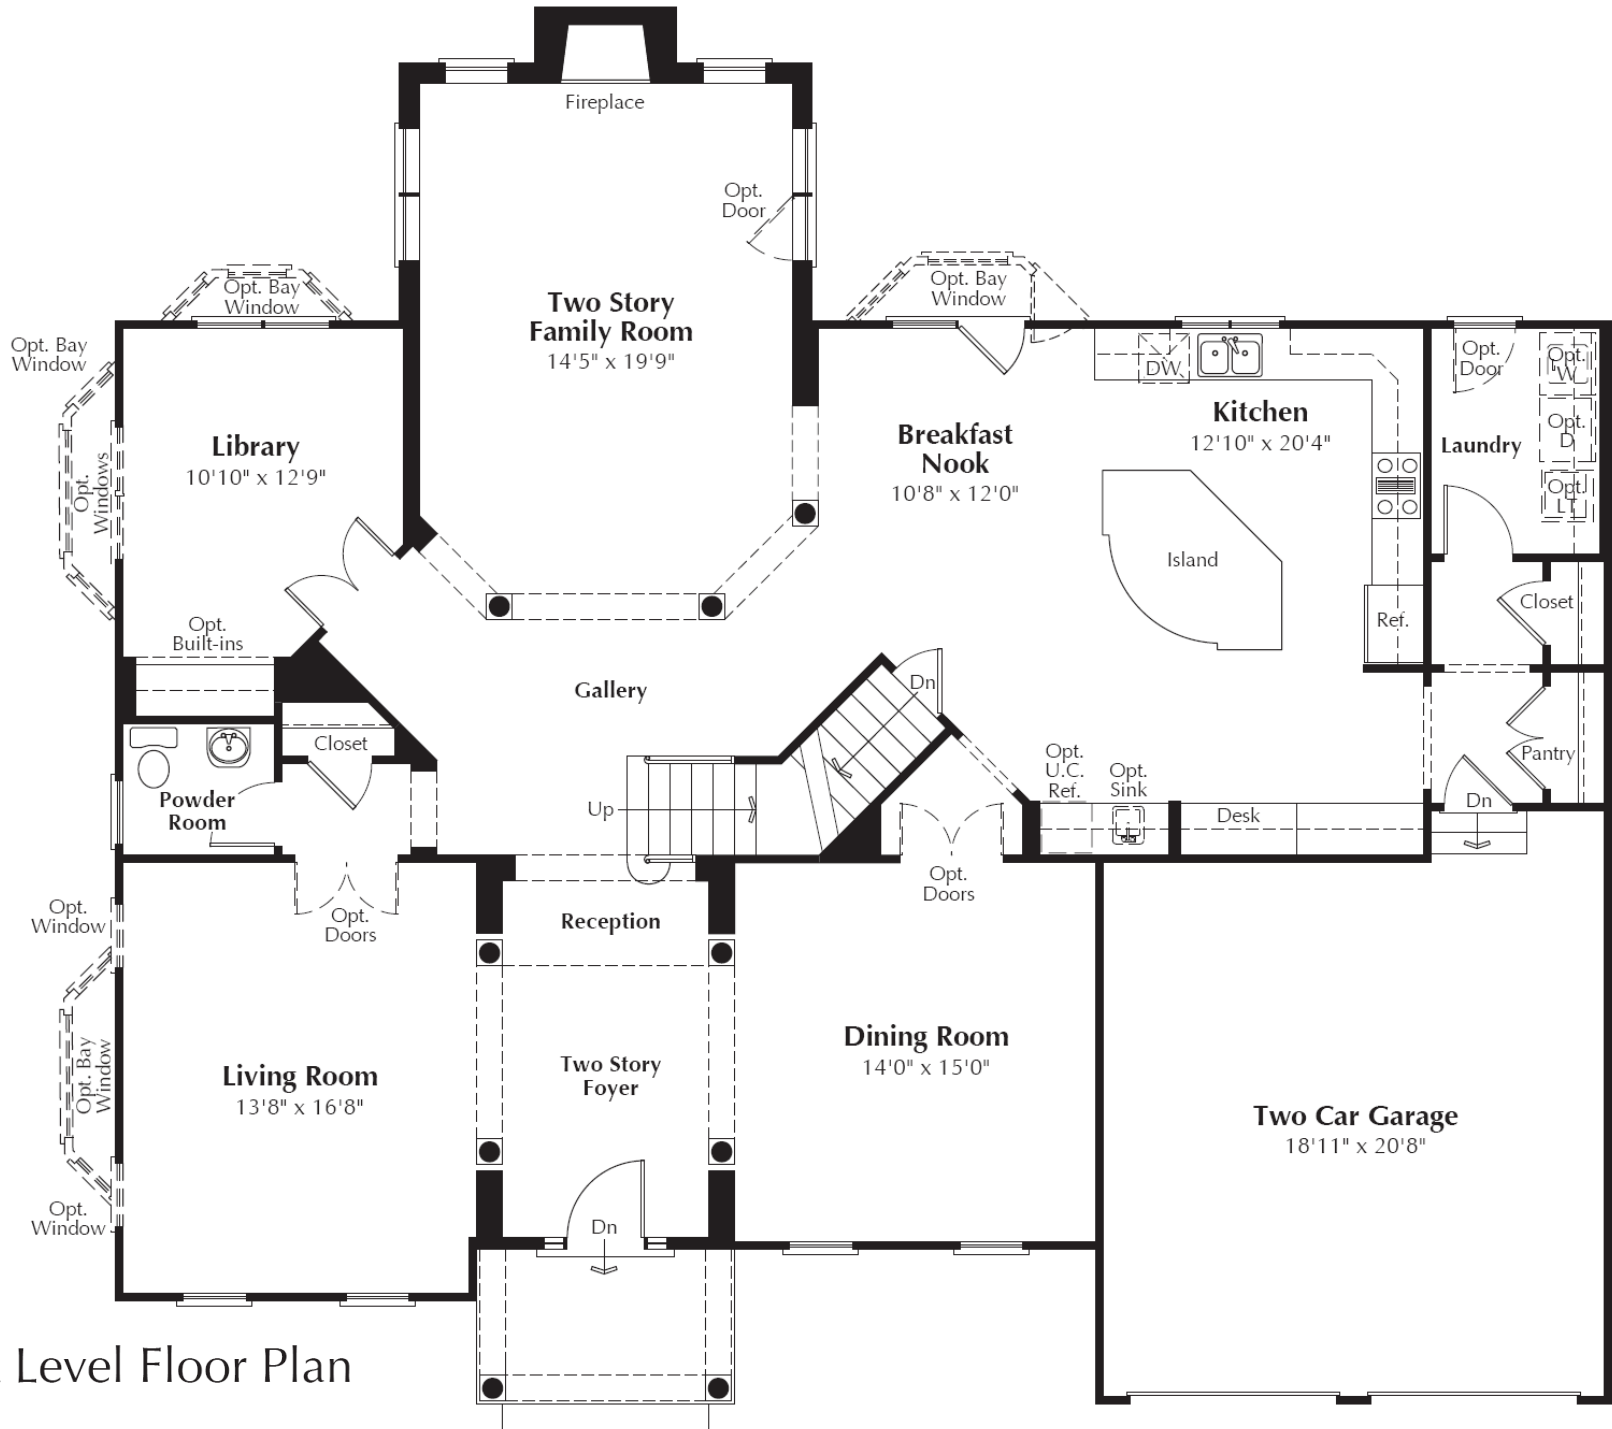 Fireplace
Opt.
Door
Two Story
Family Room
14'5" x 19'9"
Opt. Bay
Window
Opt. Bay
Window
Opt. Bay
Window
Library
10'10" x 12'9"
Opt.
Windows
Opt.
Built-ins
Breakfast
Nook
10'8" x 12'0"
DW
Kitchen
12'10" x 20'4"
Island
Ref.
Opt.
Door
Opt.
W
Opt.
D
Opt.
LT
Laundry
Closet
Pantry
Dn
Gallery
Dn
Up
Closet
Powder
Room
Opt.
U.C.
Ref.
Opt.
Sink
Desk
Opt.
Doors
Opt.
Doors
Opt.
Window
Opt. Bay
Window
Opt.
Window
Reception
Living Room
13'8" x 16'8"
Two Story
Foyer
Dn
Dining Room
14'0" x 15'0"
Two Car Garage
18'11" x 20'8"
Level Floor Plan